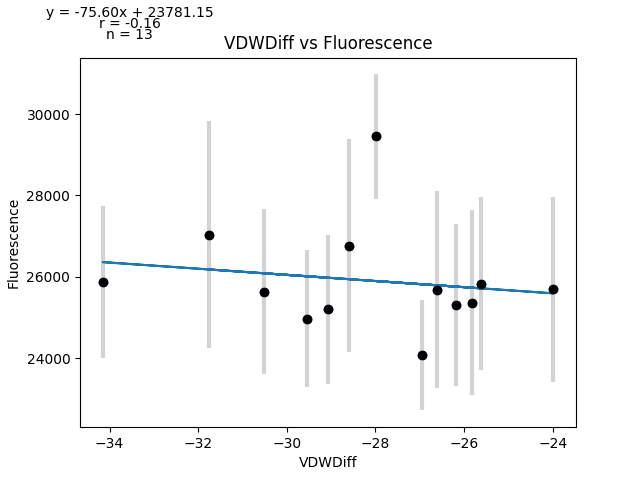 y = -75.60x + 23781.15
r = -0.16
n = 13
VDWDiff vs Fluorescence
Fluorescence
30000
28000
26000
24000
−34 −32 −30 −28 −26 −24
VDWDiff